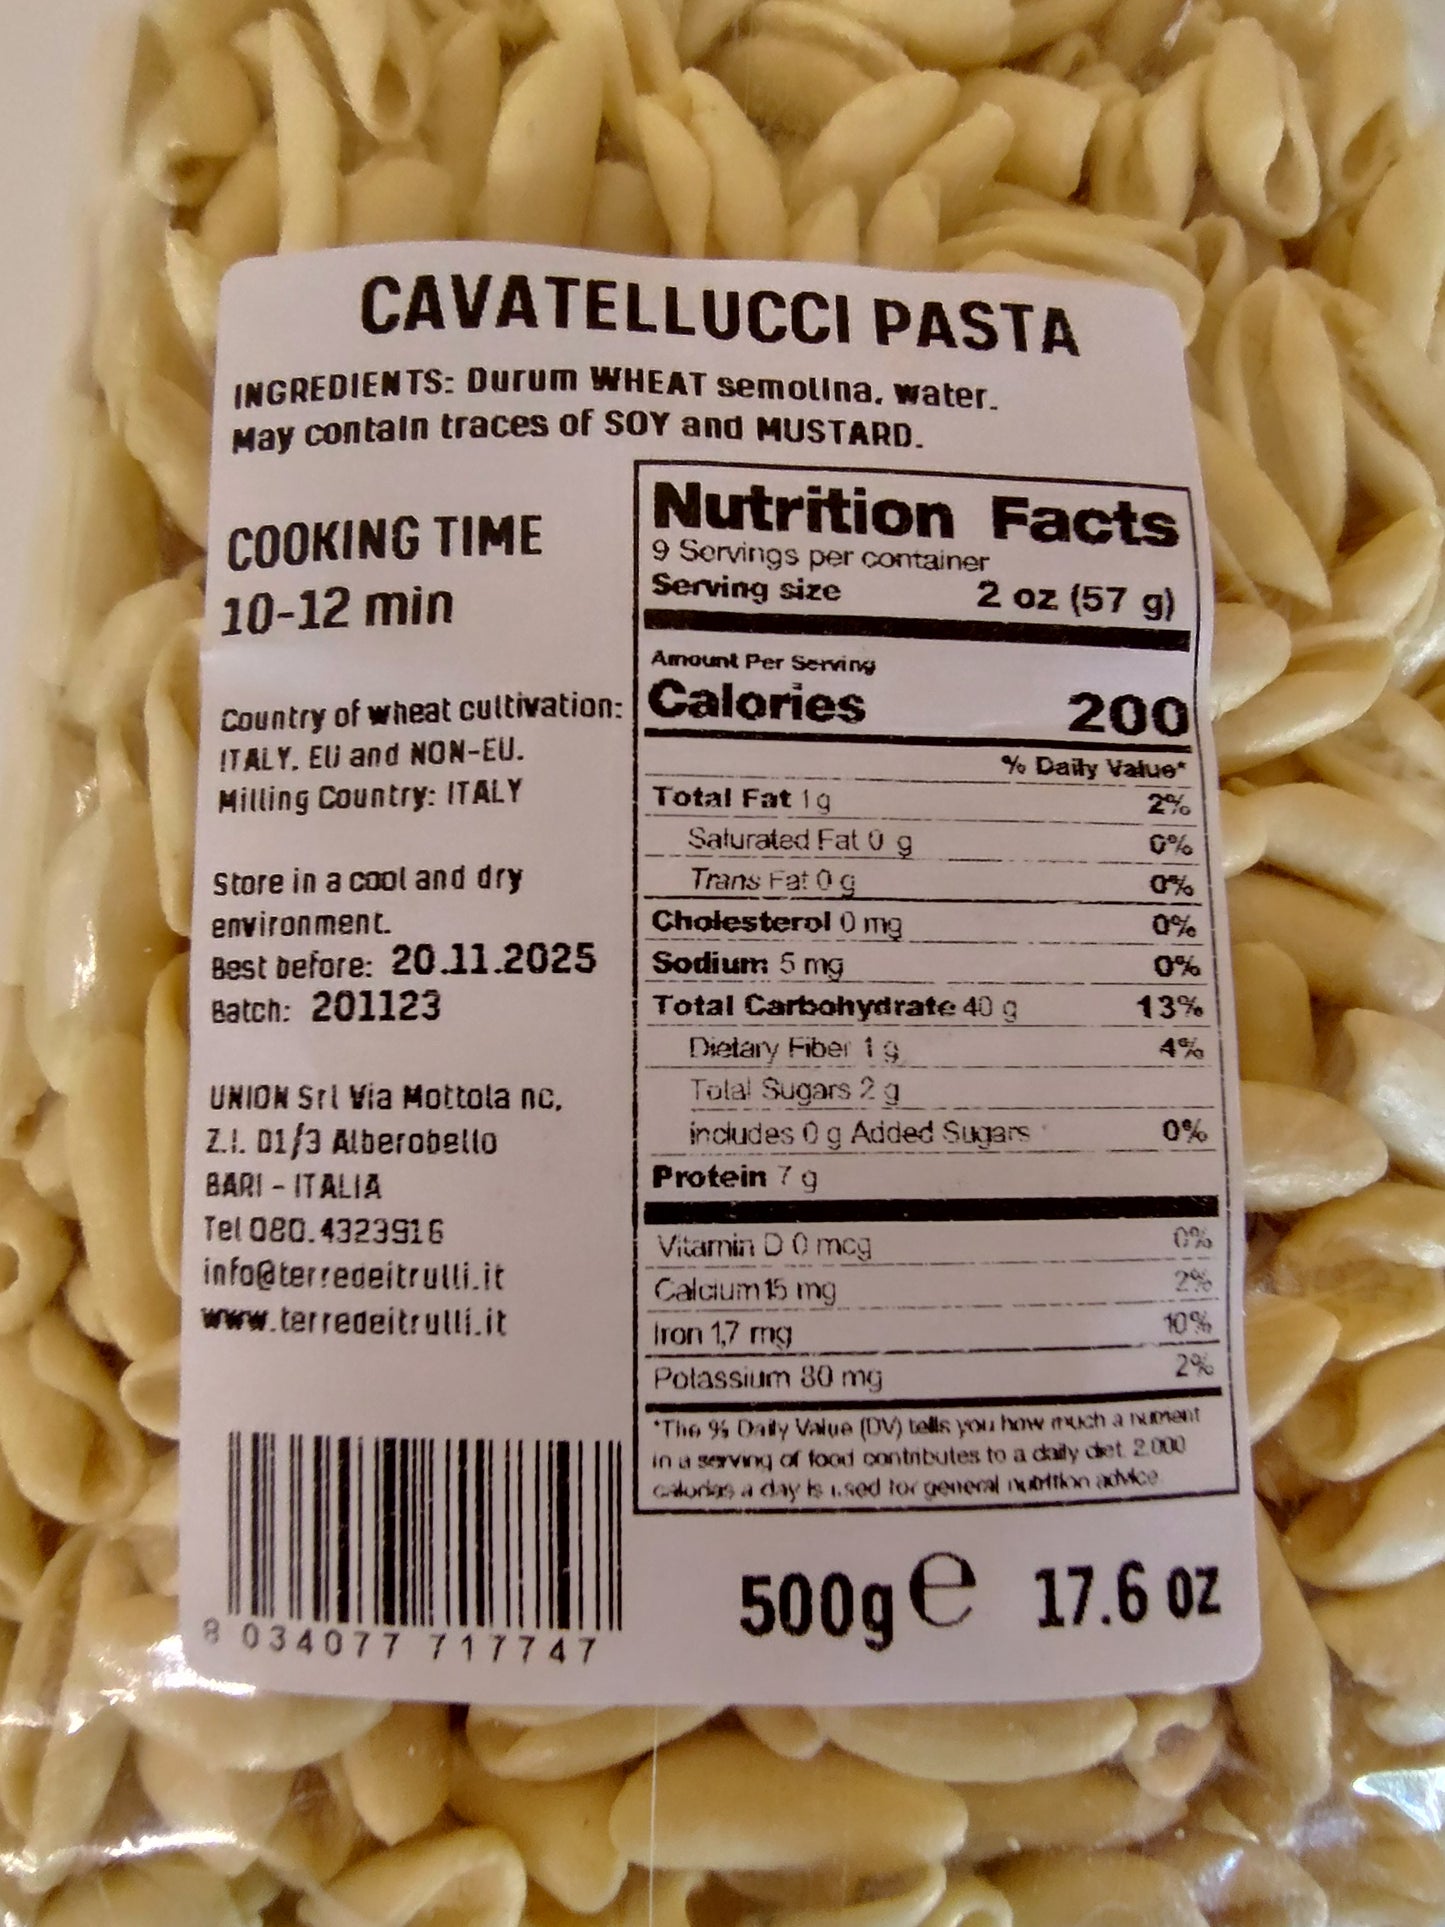 CAVATELLUCCI PASTA
INGREDIENTS: Durum WHEAT semolina, water.
May contain traces of SOY and MUSTARD.
COOKING TIME
10-12 min
Country of wheat cultivation:
ITALY, EU and NON-EU.
Milling Country: ITALY
Store in a cool and dry
environment.
Best before: 20.11.2025
Batch: 201123
UNION Srl Via Mottola nc,
Z.I. D1/3 Alberobello
BARI - ITALIA
Tel 080.4323916
info@terredeitrulli.it
www.terredeitrulli.it
8 034077 717747
Nutrition Facts
9 Servings per container
Serving size 2 oz (57 g)
Amount Per Serving
Calories 200
% Daily Value*
Total Fat 1g 2%
Saturated Fat 0 g 0%
Trans Fat 0 g 0%
Cholesterol 0 mg 0%
Sodium 5 mg 0%
Total Carbohydrate 40 g 13%
Dietary Fiber 1 g 4%
Total Sugars 2 g
includes 0 g Added Sugars 0%
Protein 7 g
Vitamin D 0 mcg 0%
Calcium 15 mg 2%
Iron 1,7 mg 10%
Potassium 80 mg 2%
*The % Daily Value (DV) tells you how much a nutrient
in a serving of food contributes to a daily diet. 2.000
calories a day is used for general nutrition advice.
500g e 17.6 oz